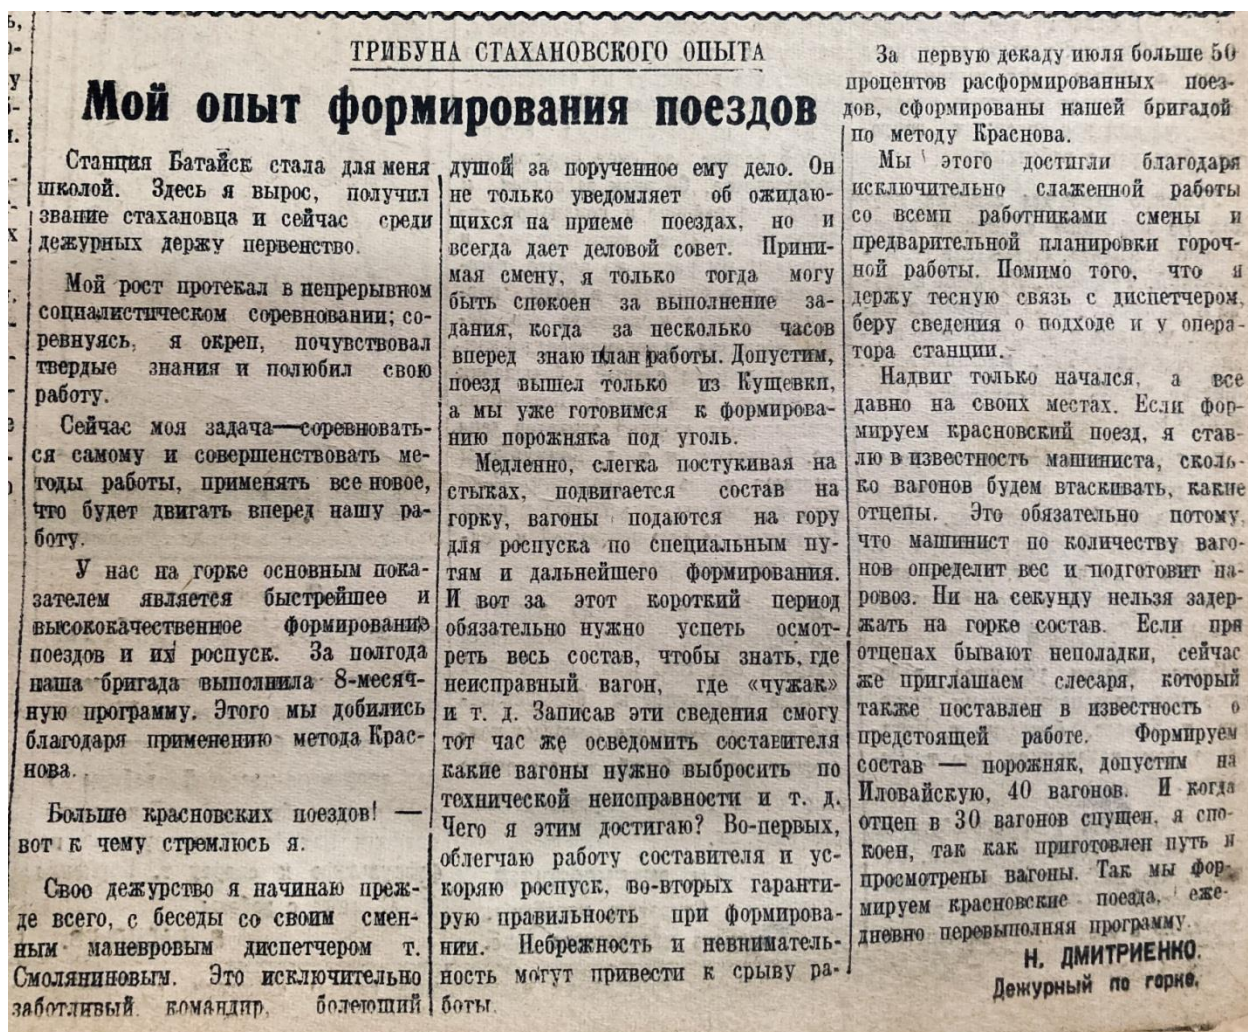 ТРИБУНА СТАХАНОВСКОГО ОПЫТА
Мой опыт формирования поездов
Станция Батайск стала для меня
школой. Здесь я вырос, получил
звание стахановца и сейчас среди
дежурных держу первенство.
Мой рост протекал в непрерывном
социалистическом соревновании; со-
ревнуясь, я окреп, почувствовал
твердые знания и полюбил свою
работу.
Сейчас моя задача—соревновать-
ся самому и совершенствовать ме-
тоды работы, применять все новое,
что будет двигать вперед нашу ра-
боту.
У нас на горке основным пока-
зателем является быстрейшее и
высококачественное формирование
поездов и их роспуск. За полгода
наша бригада выполнила 8-месяч-
ную программу. Этого мы добились
благодаря применению метода Крас-
нова.
Больше красновских поездов! —
вот к чему стремлюсь я.
Свое дежурство я начинаю преж-
де всего, с беседы со своим смен-
ным маневровым диспетчером т.
Смоляниновым. Это исключительно
заботливый командир, болеющий
душой за порученное ему дело. Он
не только уведомляет об ожидаю-
щихся на приеме поездах, но и
всегда дает деловой совет. Прини-
мая смену, я только тогда могу
быть спокоен за выполнение за-
дания, когда за несколько часов
вперед знаю план работы. Допустим,
поезд вышел только из Кущевки,
а мы уже готовимся к формирова-
нию порожняка под уголь.
Медленно, слегка постукивая на
стыках, подвигается состав на
горку, вагоны подаются на гору
для роспуска по специальным пу-
тям и дальнейшего формирования.
И вот за этот короткий период
обязательно нужно успеть осмот-
реть весь состав, чтобы знать, где
неисправный вагон, где «чужак»
и т. д. Записав эти сведения смогу
тот час же осведомить составителя
какие вагоны нужно выбросить по
технической неисправности и т. д.
Чего я этим достигаю? Во-первых,
облегчаю работу составителя и ус-
коряю роспуск, во-вторых гаранти-
рую правильность при формирова-
нии. Небрежность и невниматель-
ность могут привести к срыву ра-
боты.
За первую декаду июля больше 50
процентов расформированных поез-
дов, сформированы нашей бригадой
по методу Краснова.
Мы этого достигли благодаря
исключительно слаженной работы
со всеми работниками смены и
предварительной планировки гороч-
ной работы. Помимо того, что я
держу тесную связь с диспетчером,
беру сведения о подходе и у опера-
тора станции.
Надвиг только начался, а все
давно на своих местах. Если фор-
мируем красновский поезд, я став-
лю в известность машиниста, сколь-
ко вагонов будем втаскивать, какие
отцепы. Это обязательно потому,
что машинист по количеству ваго-
нов определит вес и подготовит па-
ровоз. Ни на секунду нельзя задер-
жать на горке состав. Если при
отцепах бывают неполадки, сейчас
же приглашаем слесаря, который
также поставлен в известность о
предстоящей работе. Формируем
состав — порожняк, допустим на
Иловайскую, 40 вагонов. И когда
отцеп в 30 вагонов спущен, я спо-
коен, так как приготовлен путь и
просмотрены вагоны. Так мы фор-
мируем красновские поезда, еже-
дневно перевыполняя программу.
Н. ДМИТРИЕНКО.
Дежурный по горке.